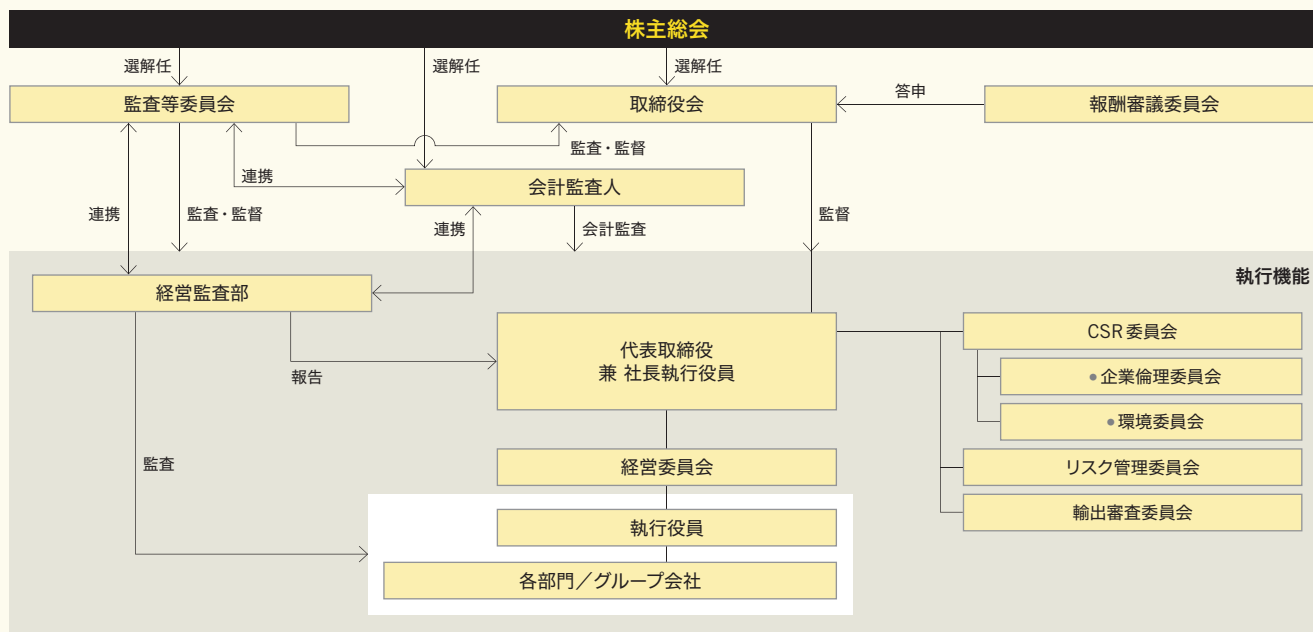 株主総会
選解任
選解任
選解任
監査等委員会
取締役会
答申
報酬審議委員会
監査・監督
連携
会計監査人
連携
監査・監督
連携
会計監査
監督
執行機能
経営監査部
代表取締役
兼 社長執行役員
報告
CSR委員会
●企業倫理委員会
●環境委員会
監査
経営委員会
リスク管理委員会
執行役員
輸出審査委員会
各部門／グループ会社